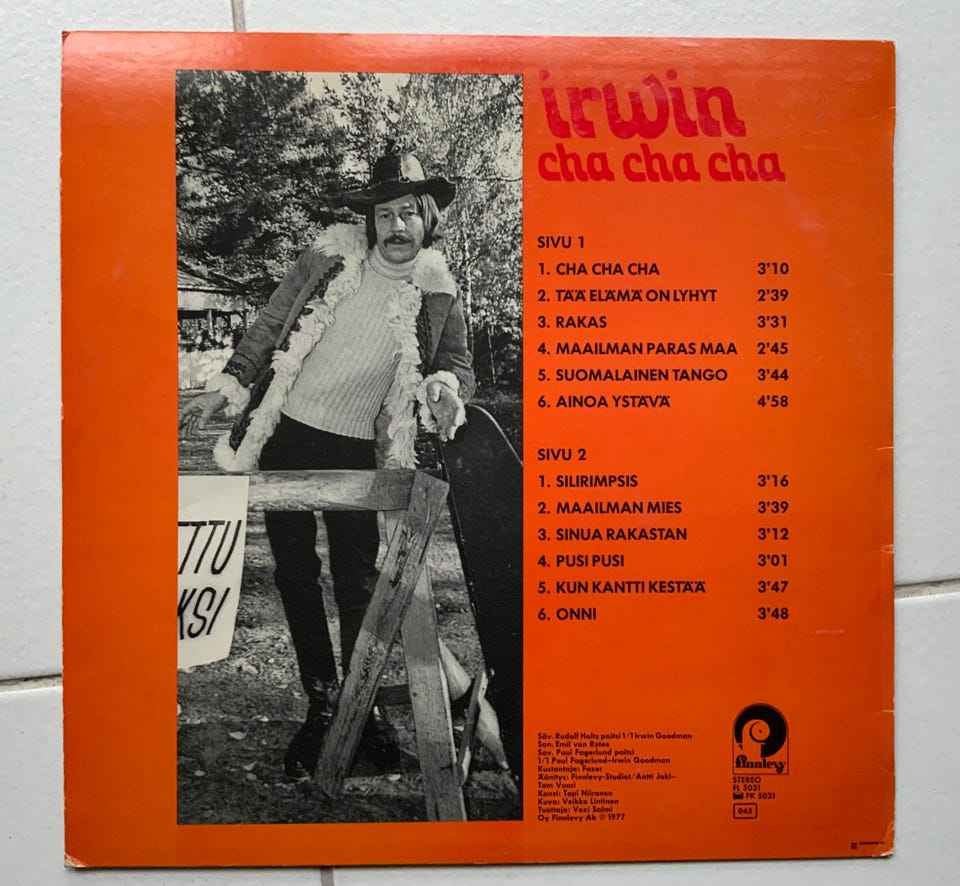 irwin
cha cha cha
SIVU 1
1. CHA CHA CHA 3'10
2. TÄÄ ELÄMÄ ON LYHYT 2'39
3. RAKAS 3'31
4. MAAILMAN PARAS MAA 2'45
5. SUOMALAINEN TANGO 3'44
6. AINOA YSTÄVÄ 4'58
SIVU 2
1. SILIRIMPSIS 3'16
2. MAAILMAN MIES 3'39
3. SINUA RAKASTAN 3'12
4. PUSI PUSI 3'01
5. KUN KANTTI KESTÄÄ 3'47
6. ONNI 3'48
TTU
KSI
Säv. Rudolf Holtz paitsi 1/1 Irwin Goodman
San. Emil von Retee
Sov. Paul Fagerlund paitsi
1/1 Paul Fagerlund–Irwin Goodman
Kustantaja: Fazer
Äänitys: Finnlevy-Studiot/Antti Joki–
Tom Vuori
Kansi: Topi Niironen
Kuva: Veikko Lintinen
Tuottaja: Vexi Salmi
Oy Finnlevy Ab ℗ 1977
finnlevy
STEREO
FL 5031
FK 5031
045